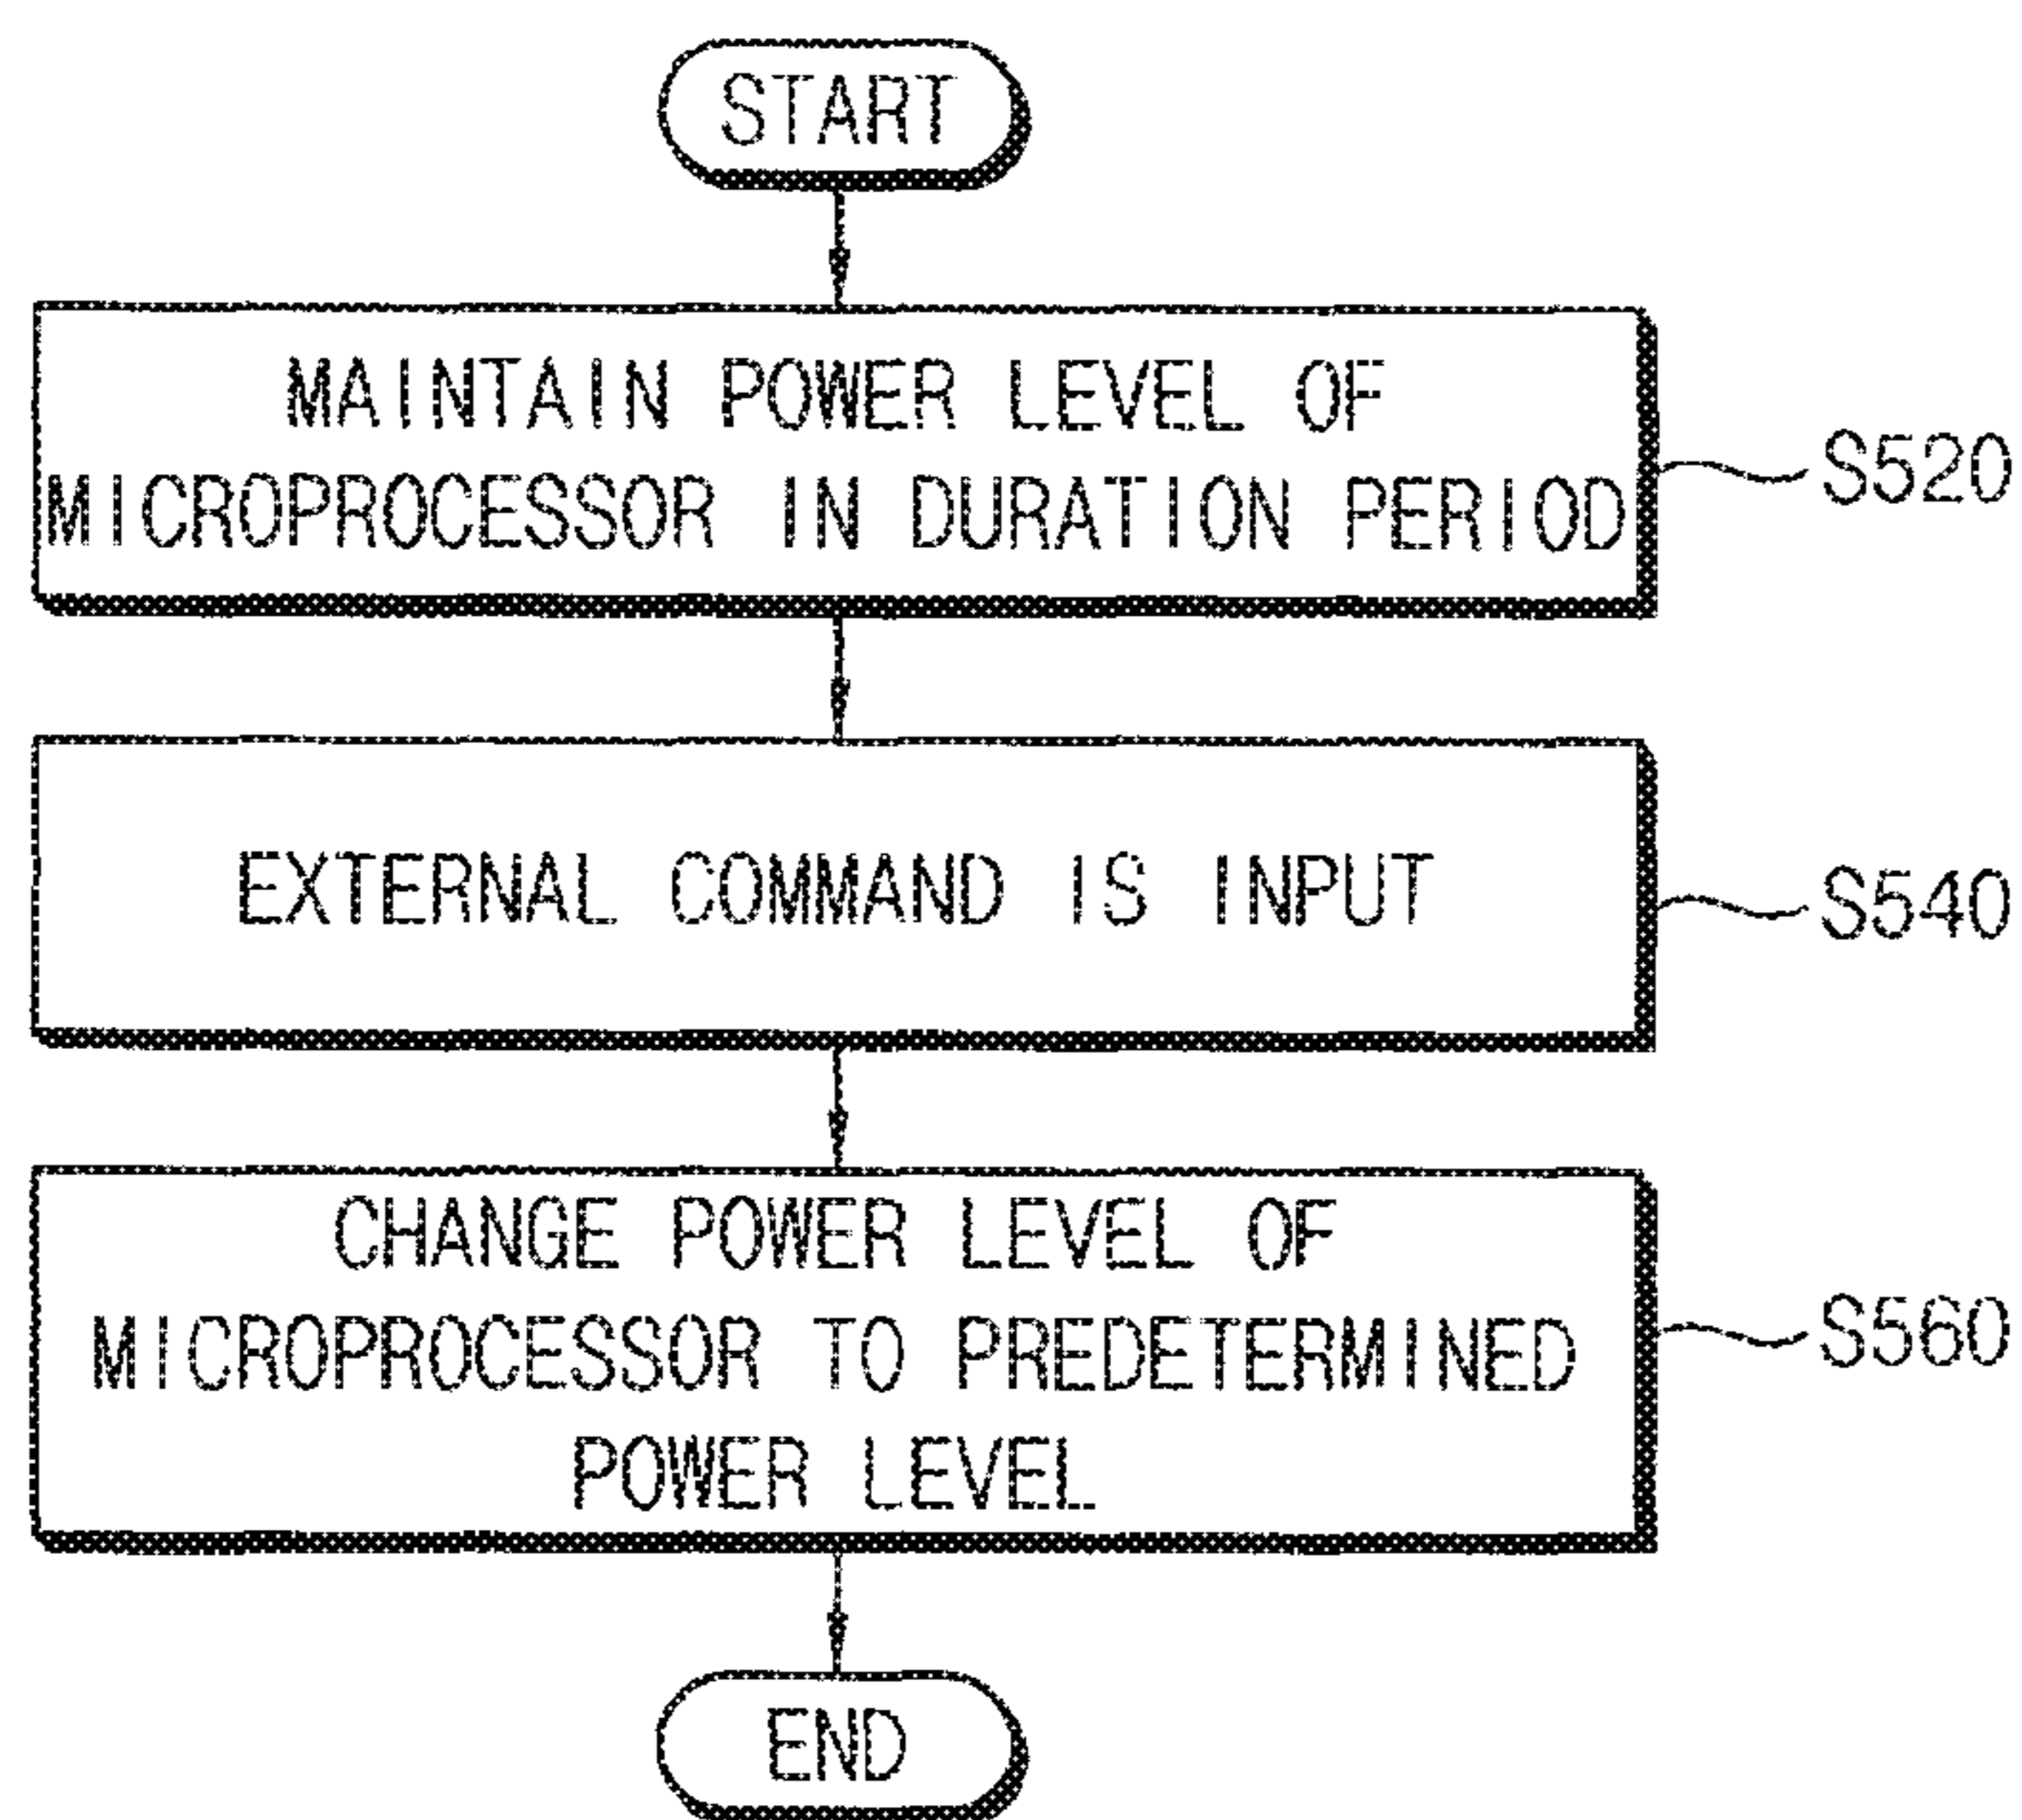 START
MAINTAIN POWER LEVEL OF
MICROPROCESSOR IN DURATION PERIOD
S520
EXTERNAL COMMAND IS INPUT
S540
CHANGE POWER LEVEL OF
MICROPROCESSOR TO PREDETERMINED
POWER LEVEL
S560
END